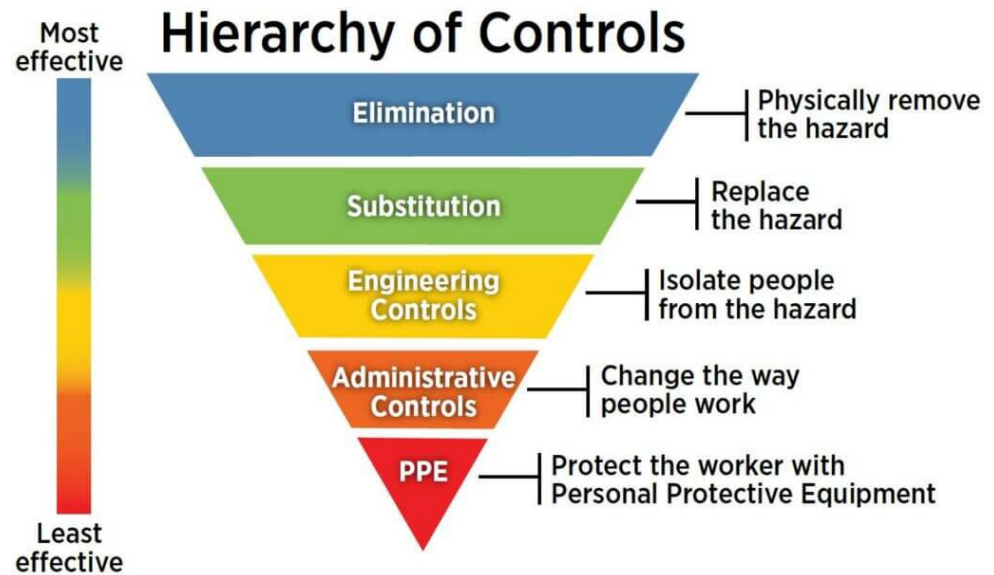 Hierarchy of Controls
Most
effective
Elimination
Physically remove
the hazard
Substitution
Replace
the hazard
Engineering
Controls
Isolate people
from the hazard
Administrative
Controls
Change the way
people work
PPE
Protect the worker with
Personal Protective Equipment
Least
effective